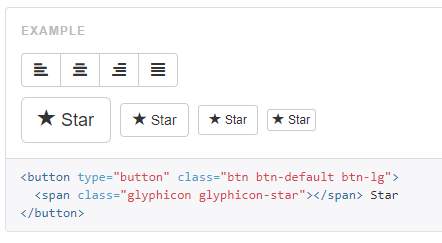 EXAMPLE
★ Star ★ Star ★ Star ★ Star
<button type="button" class="btn btn-default btn-lg">
  <span class="glyphicon glyphicon-star"></span> Star
</button>